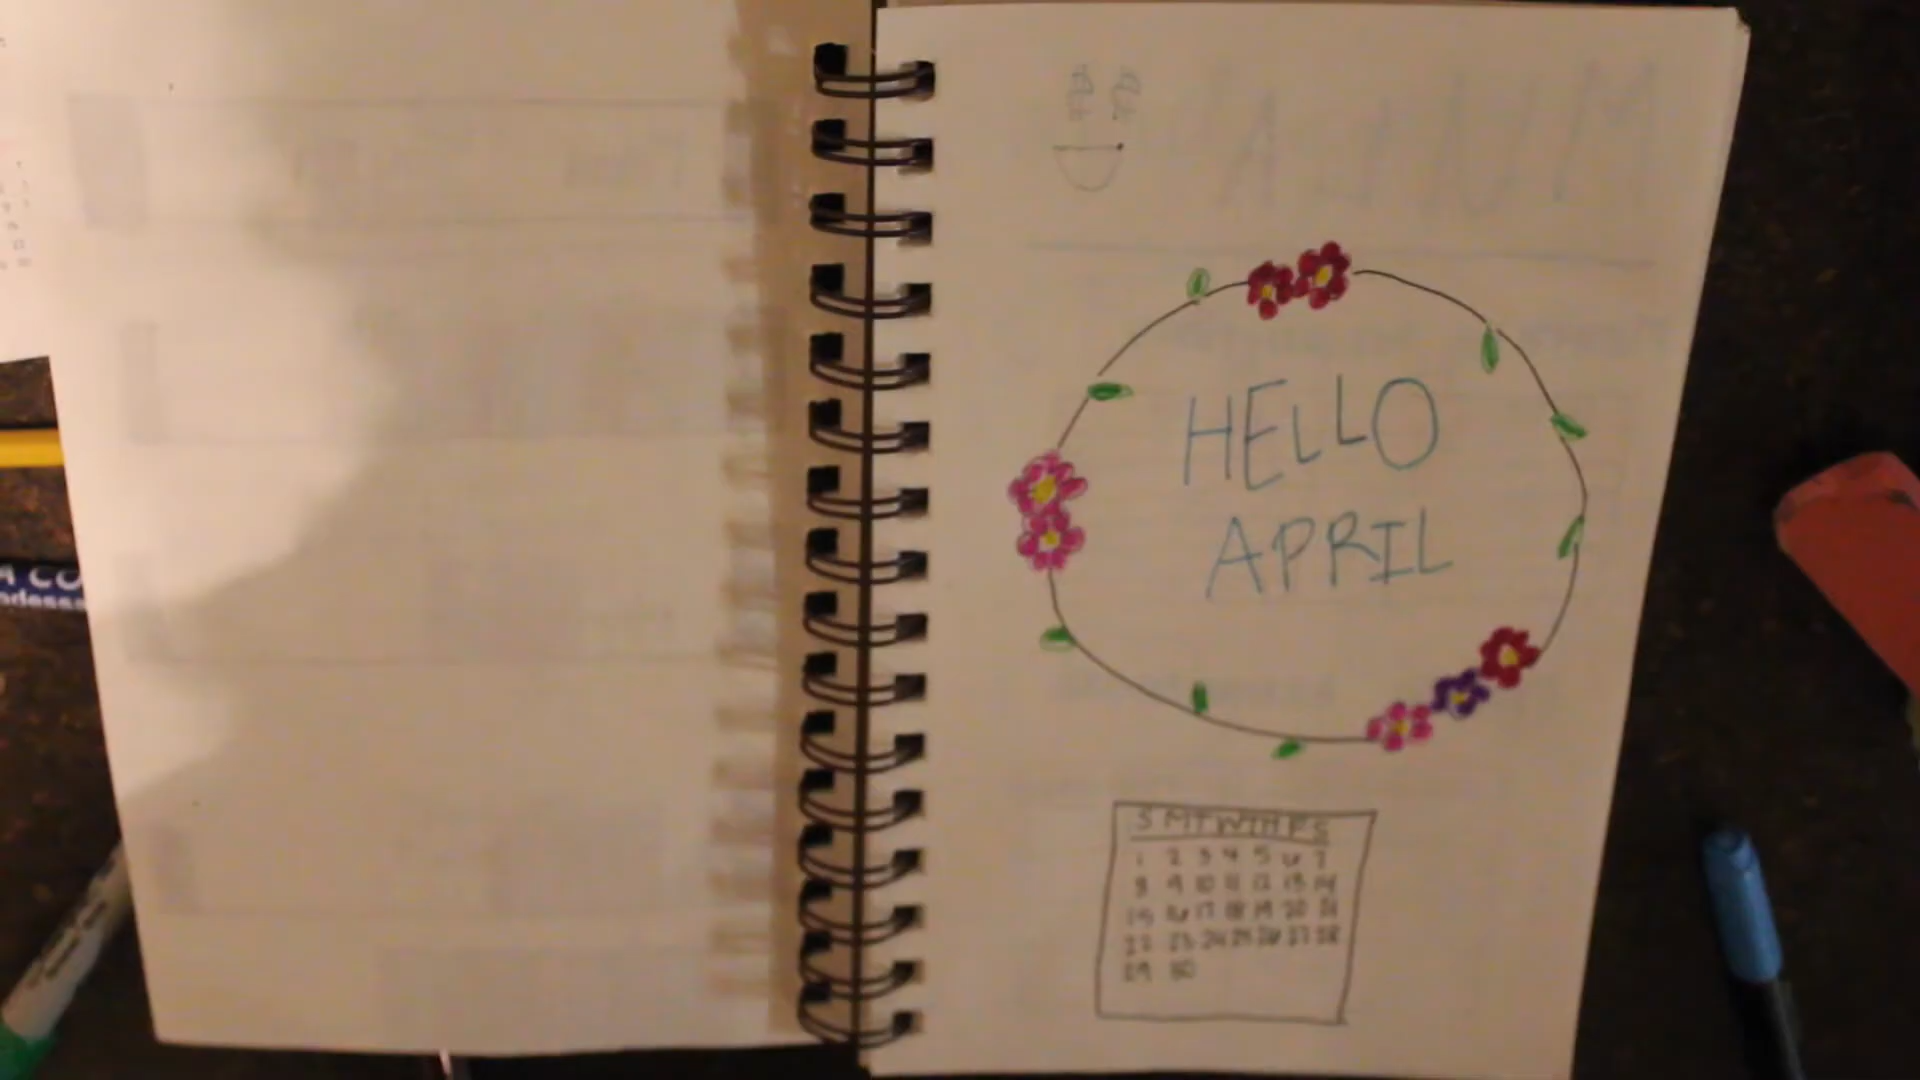 A CO
HELLO
APRIL
S M T W TH F S
1 2 3 4 5 6 7
8 9 10 11 12 13 14
15 16 17 18 19 20 21
22 23 24 25 26 27 28
29 30